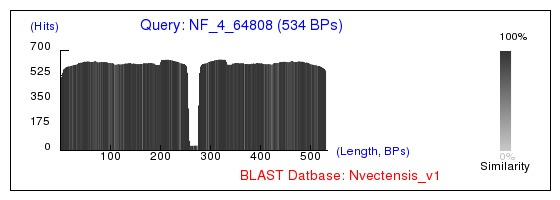 (Hits)
Query: NF_4_64808 (534 BPs)
700
525
350
175
0
100
200
300
400
500
(Length, BPs)
BLAST Datbase: Nvectensis_v1
100%
0%
Similarity